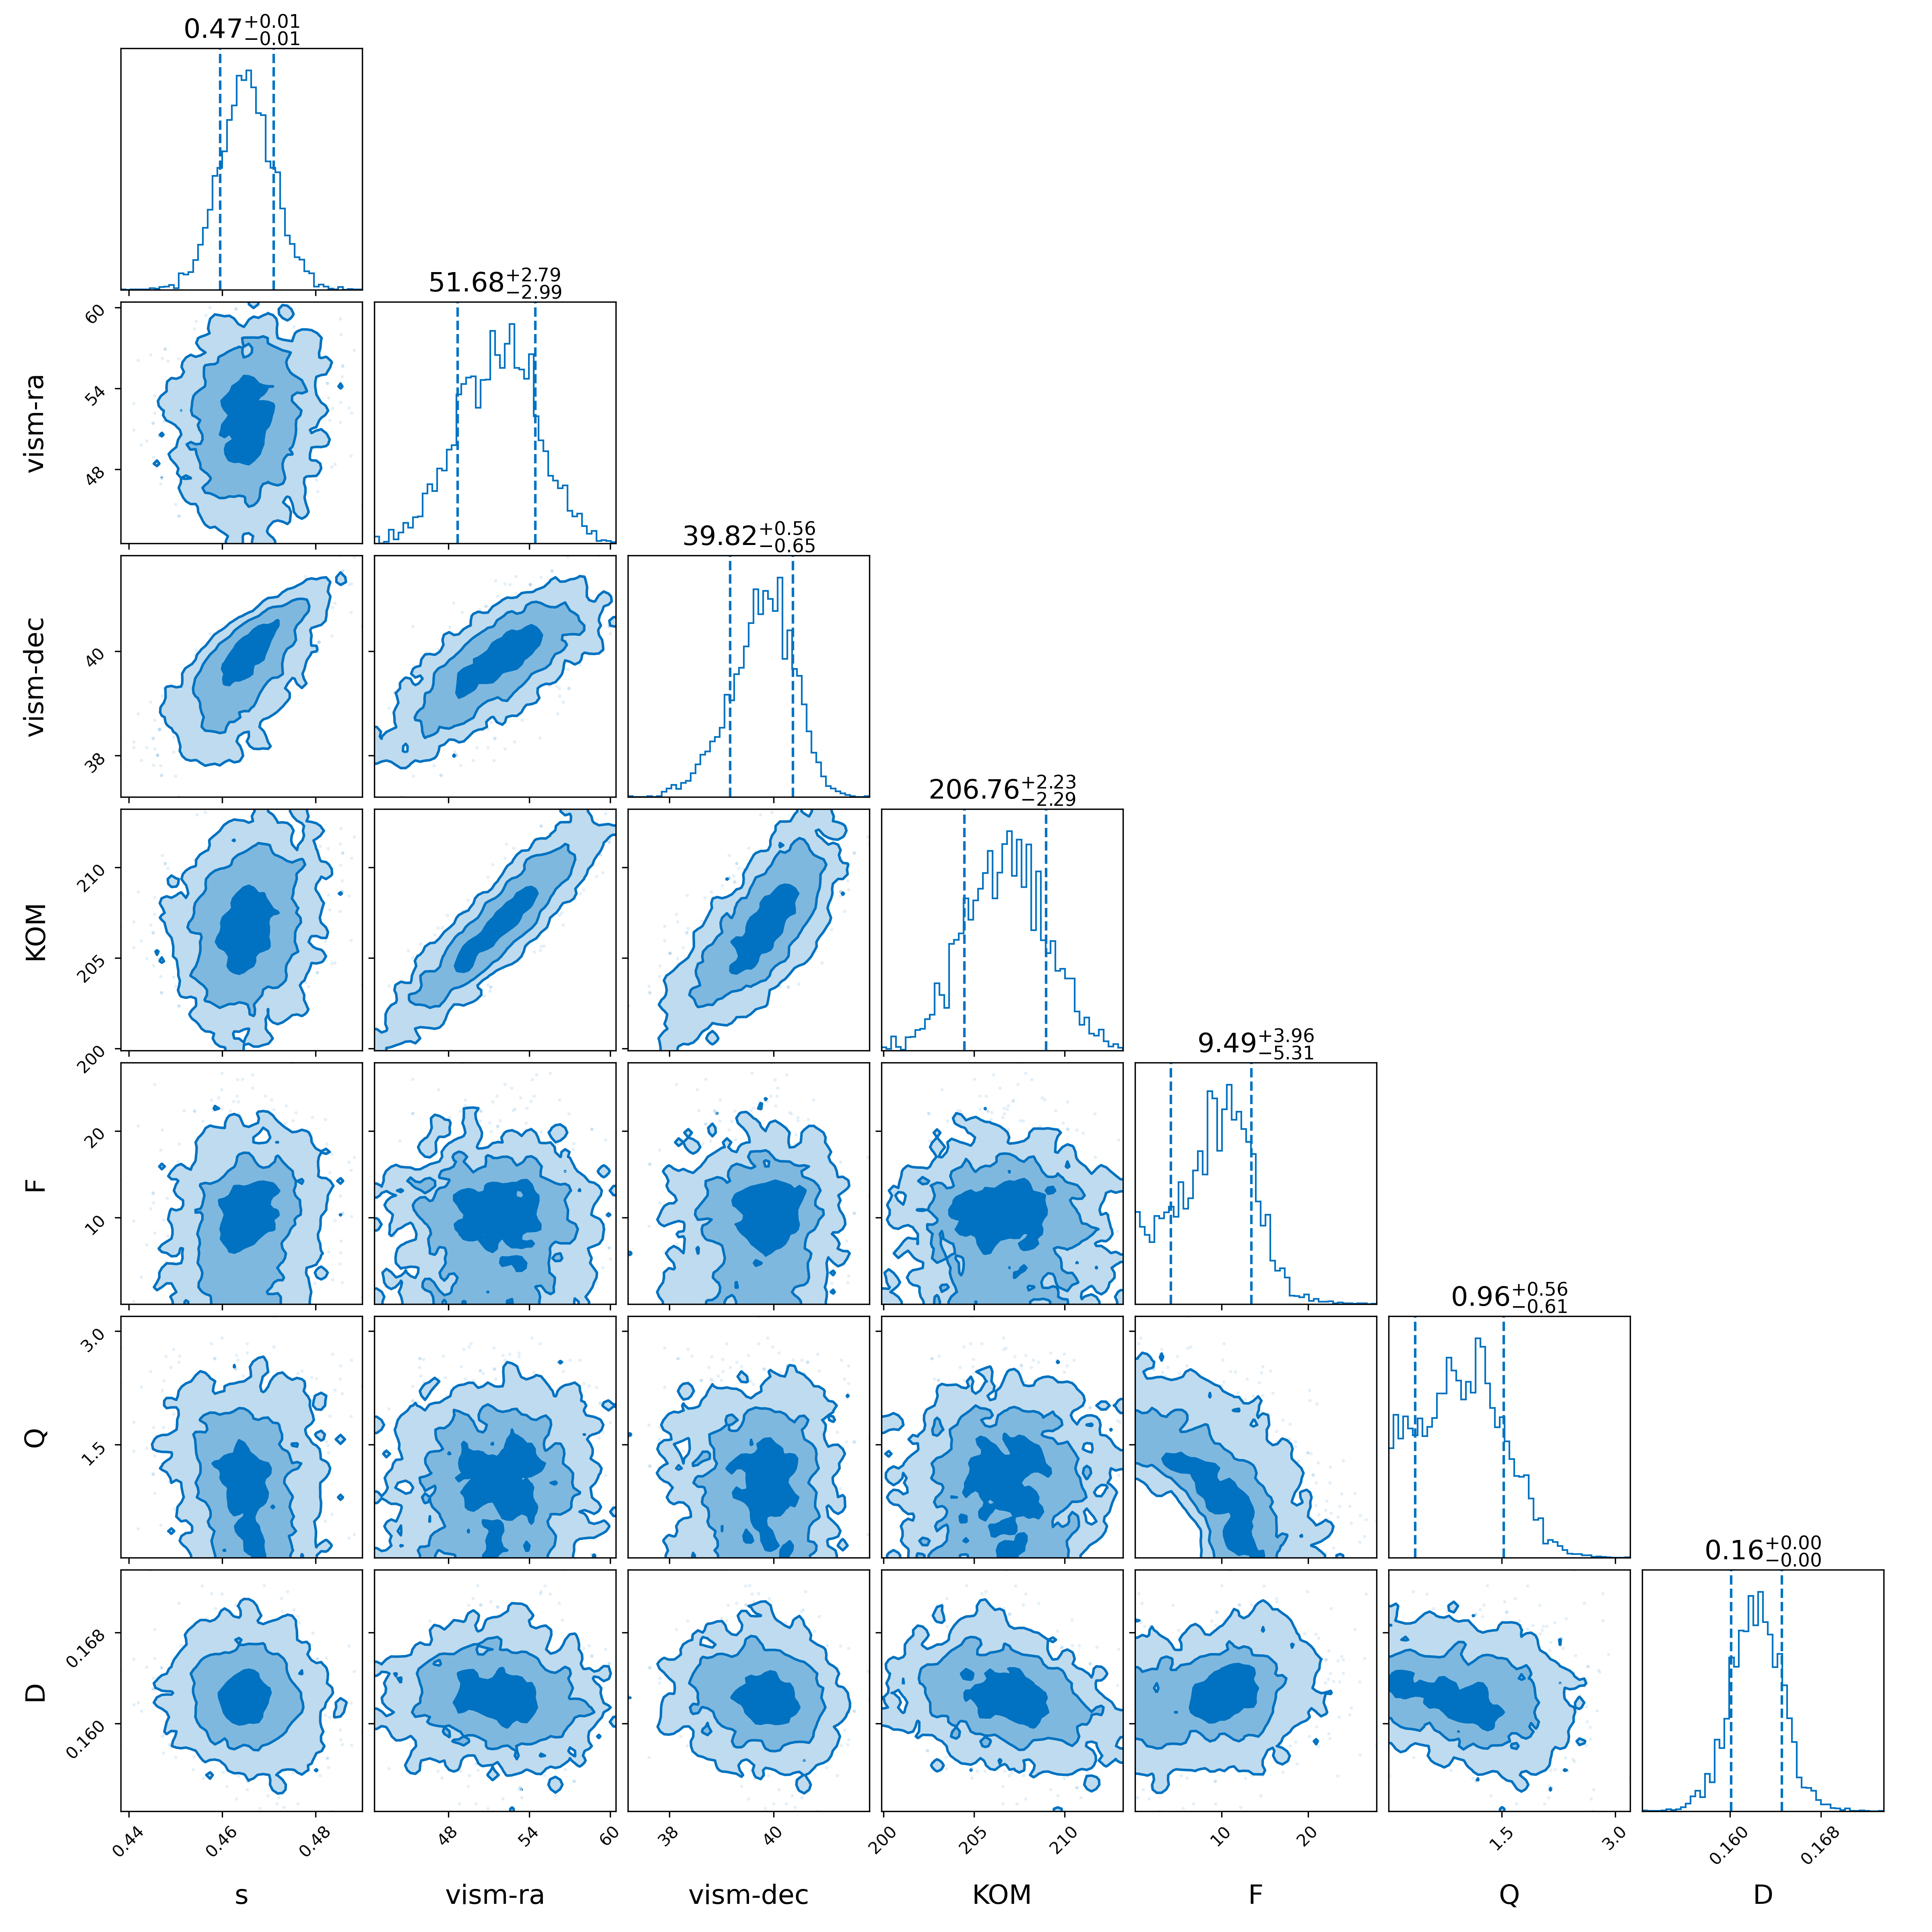 0.47+0.01−0.01
51.68+2.79−2.99
60
54
48
vism-ra
39.82+0.56−0.65
40
38
vism-dec
206.76+2.23−2.29
210
205
200
KOM
9.49+3.96−5.31
20
10
F
0.96+0.56−0.61
3.0
1.5
Q
0.16+0.00−0.00
0.168
0.160
D
0.44 0.46 0.48 48 54 60 38 40 200 205 210 10 20 1.5 3.0 0.160 0.168
s vism-ra vism-dec KOM F Q D